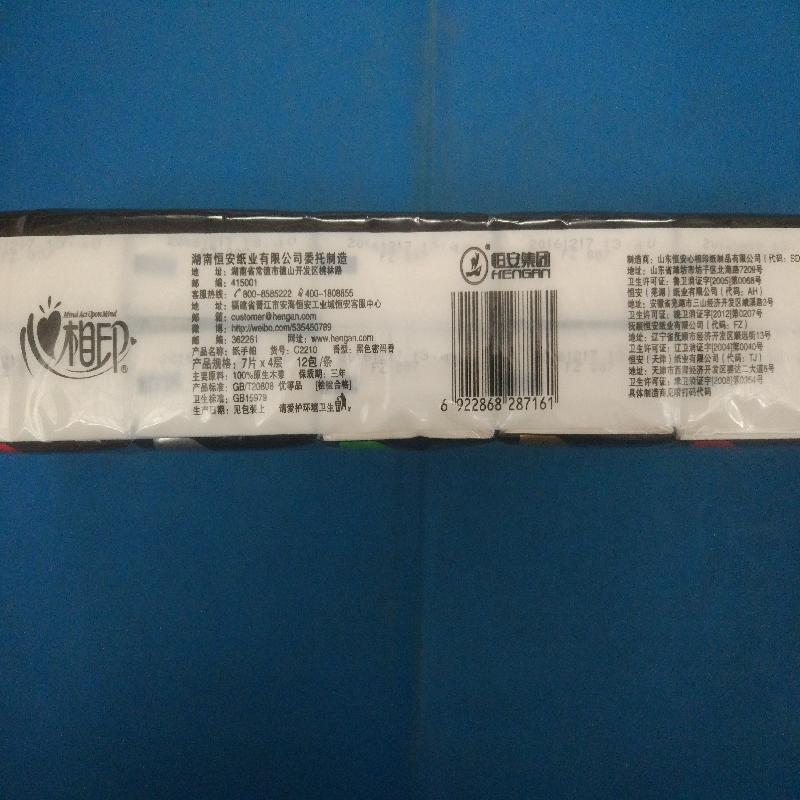 Mind Act Upon Mind
心相印®
湖南恒安纸业有限公司委托制造
地 址：湖南省常德市德山开发区桃林路
邮 编：415001
客服热线：800-8585222 400-1808855
地 址：福建省晋江市安海恒安工业城恒安客服中心
邮 箱：customer@hengan.com
微 博：http://weibo.com/535450789
邮 编：362261 网址：www.hengan.com
产品名称：纸手帕 货号：C2210 香型：黑色密码香
产品规格：7片x4层 12包/条
主要原料：100%原生木浆 保质期：三年
产品标准：GB/T20808 优等品 [检验合格]
卫生标准：GB15979
生产日期：见包装上 请爱护环境卫生
恒安集团
HENGAN
6 922868 287161
制造商：山东恒安心相印纸制品有限公司（代码：SD
地址：山东省潍坊市坊子区北海路7209号
卫生许可证：鲁卫消证字[2005]第0068号
恒安（芜湖）纸业有限公司（代码：AH）
地址：安徽省芜湖市三山经济开发区峨溪路2号
卫生许可证：皖卫消证字[2012]第0207号
抚顺恒安纸业有限公司（代码：FZ）
地址：辽宁省抚顺经济开发区顺远街13号
卫生许可证：辽卫消证字[2004]第0040号
恒安（天津）纸业有限公司（代码：TJ）
地址：天津市西青经济开发区赛达二大道8号
卫生许可证：津卫消证字[2008]第0354号
具体制造商见喷打码代码